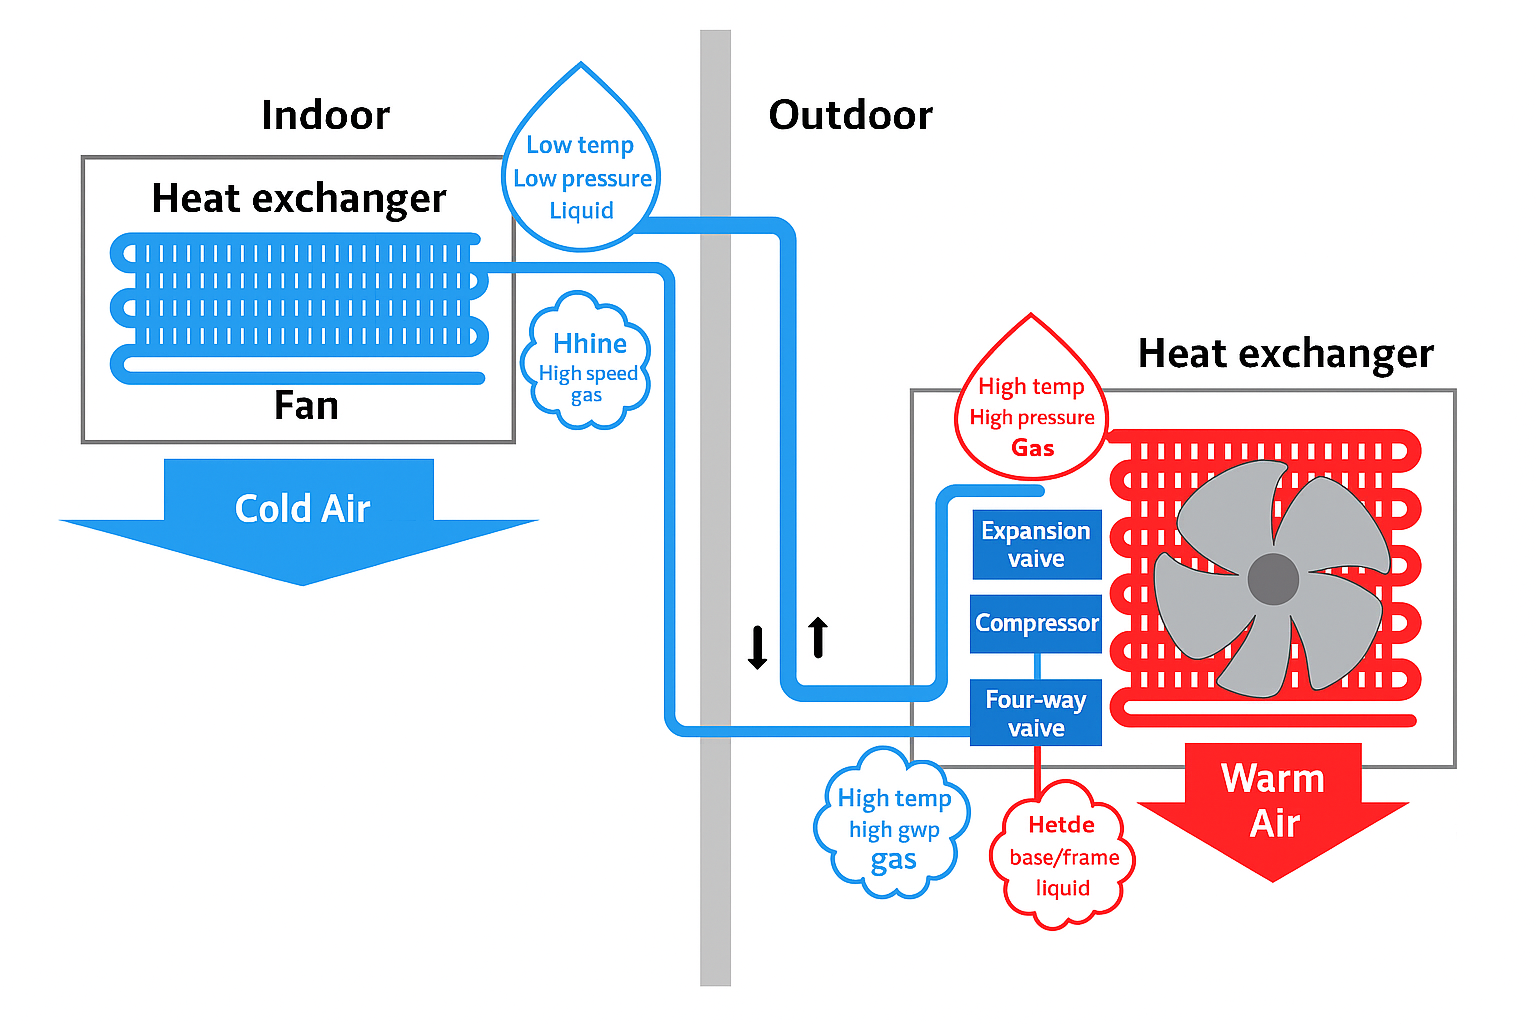 Indoor
Outdoor
Low temp
Low pressure
Liquid
Heat exchanger
Hhine
High speed
gas
Fan
Cold Air
Heat exchanger
High temp
High pressure
Gas
Expansion
vaive
Compressor
Four-way
vaive
High temp
high gwp
gas
Hetde
base/frame
liquid
Warm
Air